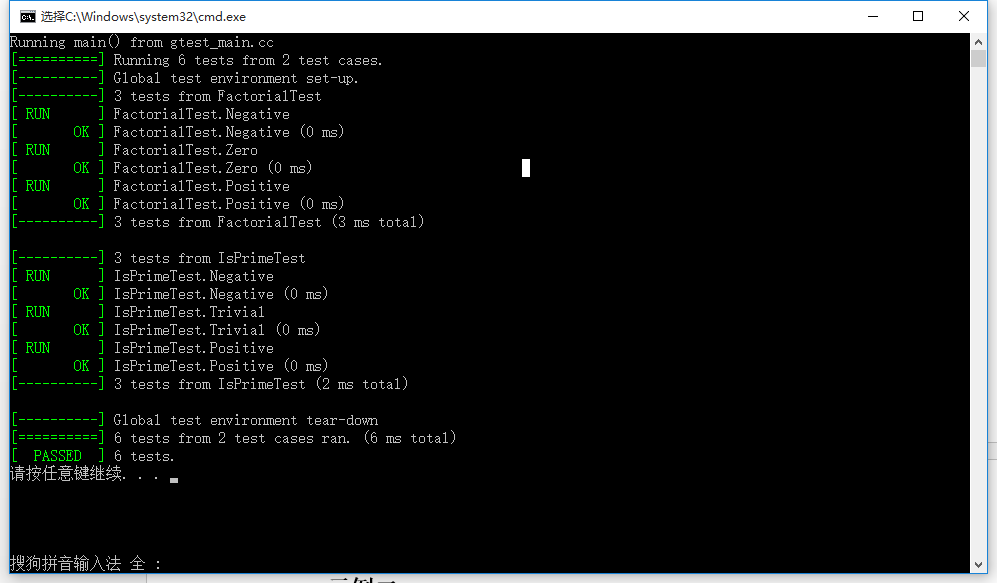 选择C:\Windows\system32\cmd.exe
Running main() from gtest_main.cc
[==========] Running 6 tests from 2 test cases.
[----------] Global test environment set-up.
[----------] 3 tests from FactorialTest
[ RUN      ] FactorialTest.Negative
[       OK ] FactorialTest.Negative (0 ms)
[ RUN      ] FactorialTest.Zero
[       OK ] FactorialTest.Zero (0 ms)
[ RUN      ] FactorialTest.Positive
[       OK ] FactorialTest.Positive (0 ms)
[----------] 3 tests from FactorialTest (3 ms total)
[----------] 3 tests from IsPrimeTest
[ RUN      ] IsPrimeTest.Negative
[       OK ] IsPrimeTest.Negative (0 ms)
[ RUN      ] IsPrimeTest.Trivial
[       OK ] IsPrimeTest.Trivial (0 ms)
[ RUN      ] IsPrimeTest.Positive
[       OK ] IsPrimeTest.Positive (0 ms)
[----------] 3 tests from IsPrimeTest (2 ms total)
[----------] Global test environment tear-down
[==========] 6 tests from 2 test cases ran. (6 ms total)
[  PASSED  ] 6 tests.
请按任意键继续. . .
搜狗拼音输入法 全 :